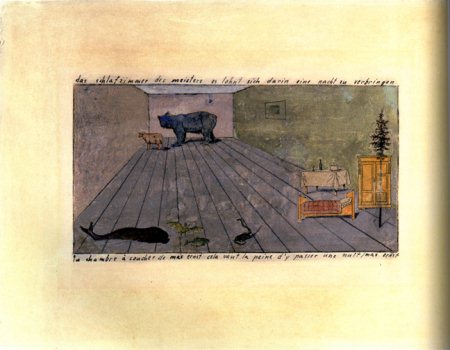 das schlafzimmer des meisters es lohnt sich darin eine nacht zu verbringen
la chambre à coucher de max ernst cela vaut la peine d'y passer une nuit/max ernst